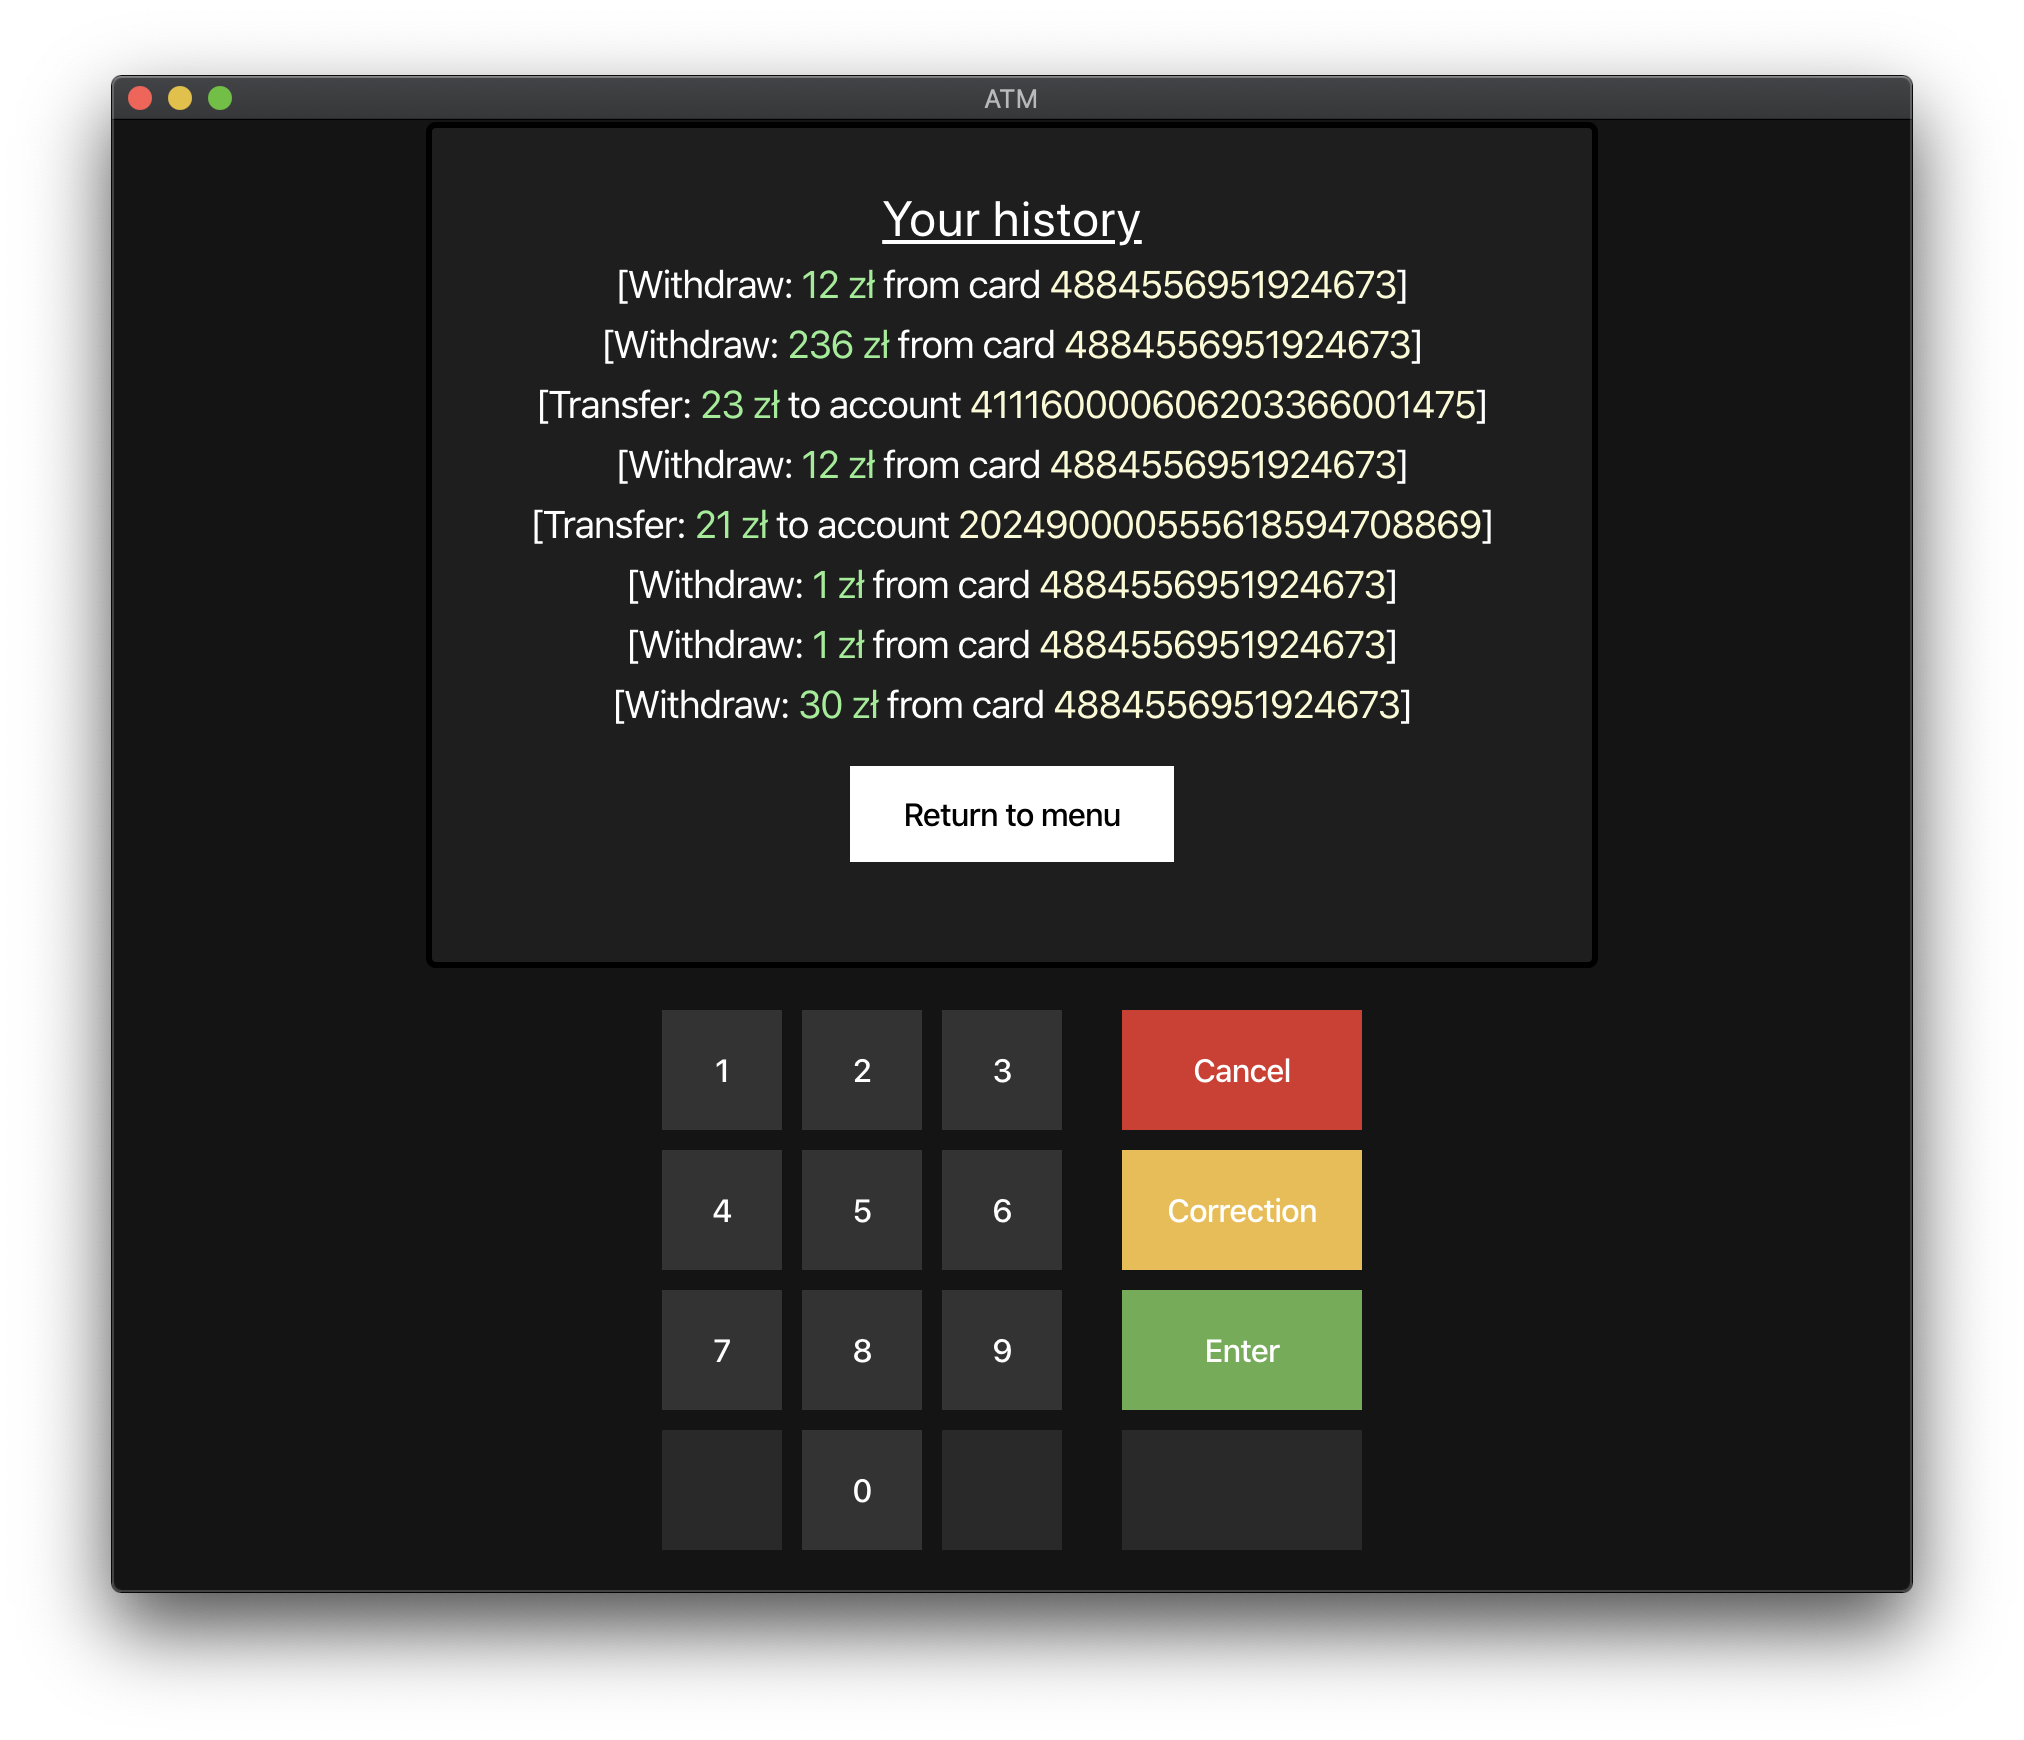 ATM
Your history
[Withdraw: 12 zł from card 4884556951924673]
[Withdraw: 236 zł from card 4884556951924673]
[Transfer: 23 zł to account 411160000606203366001475]
[Withdraw: 12 zł from card 4884556951924673]
[Transfer: 21 zł to account 202490000555618594708869]
[Withdraw: 1 zł from card 4884556951924673]
[Withdraw: 1 zł from card 4884556951924673]
[Withdraw: 30 zł from card 4884556951924673]
Return to menu
1 2 3 Cancel
4 5 6 Correction
7 8 9 Enter
0